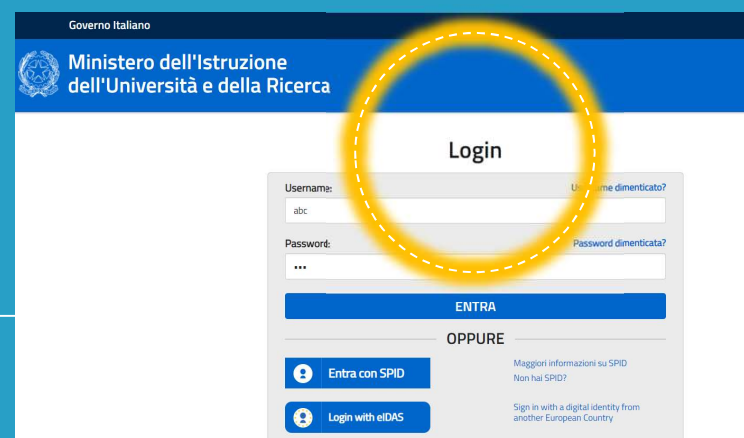 Governo Italiano
Ministero dell'Istruzione
dell'Università e della Ricerca
Login
Username:
Username dimenticato?
abc
Password:
Password dimenticata?
•••
ENTRA
OPPURE
Entra con SPID
Maggiori informazioni su SPID
Non hai SPID?
Login with eIDAS
Sign in with a digital identity from
another European Country